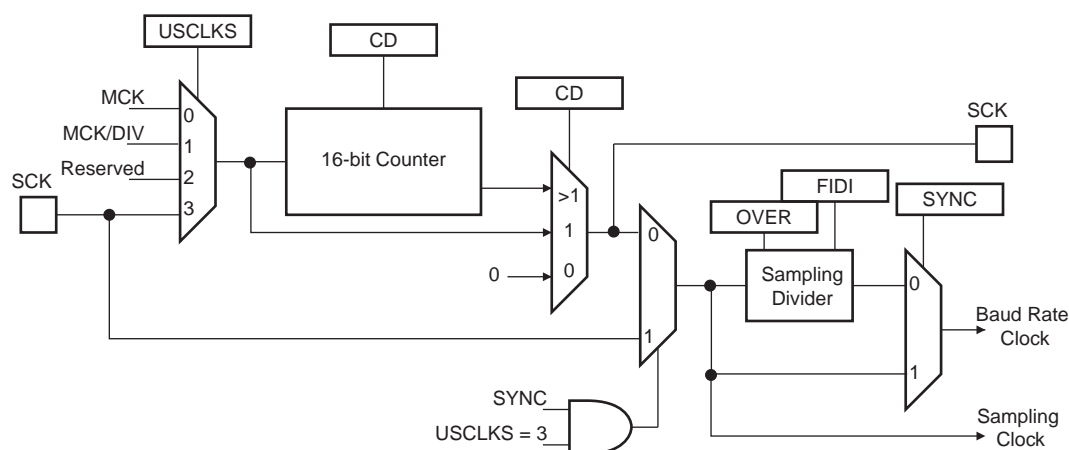 USCLKS
CD
CD
SCK
MCK
MCK/DIV
Reserved
SCK
0
1
2
3
16-bit Counter
>1
1
0
0
FIDI
OVER
SYNC
0
1
Sampling
Divider
0
1
Baud Rate
Clock
SYNC
USCLKS = 3
Sampling
Clock